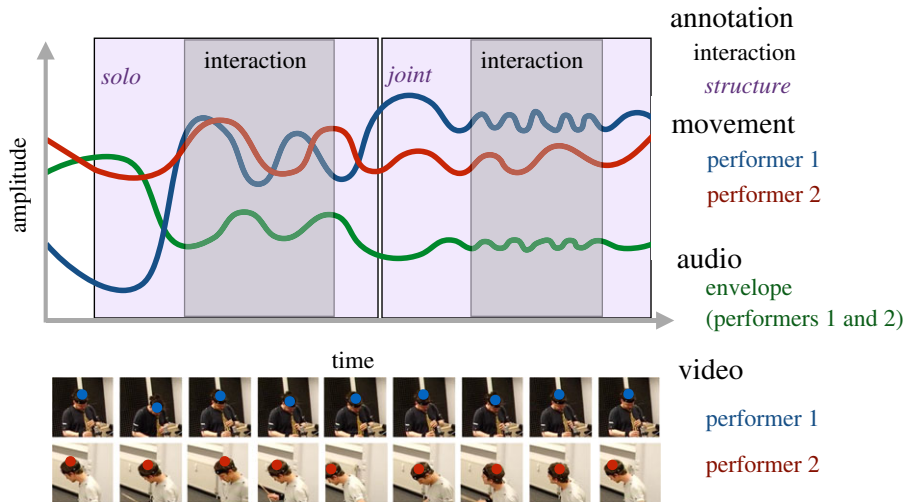 annotation
interaction
structure
solo
interaction
joint
interaction
movement
performer 1
performer 2
amplitude
audio
envelope
(performers 1 and 2)
time
video
performer 1
performer 2